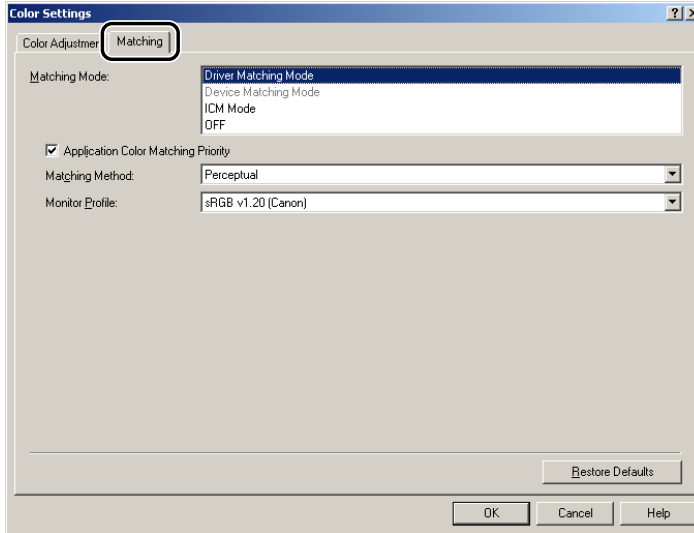 Color Settings
Color Adjustmen Matching
Matching Mode: Driver Matching Mode
Device Matching Mode
ICM Mode
OFF
Application Color Matching Priority
Matching Method: Perceptual
Monitor Profile: sRGB v1.20 (Canon)
Restore Defaults
OK Cancel Help